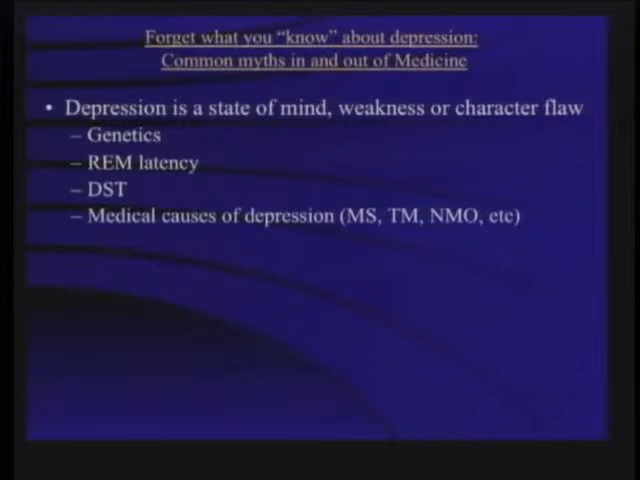 Forget what you “know” about depression:
Common myths in and out of Medicine
• Depression is a state of mind, weakness or character flaw
– Genetics
– REM latency
– DST
– Medical causes of depression (MS, TM, NMO, etc)